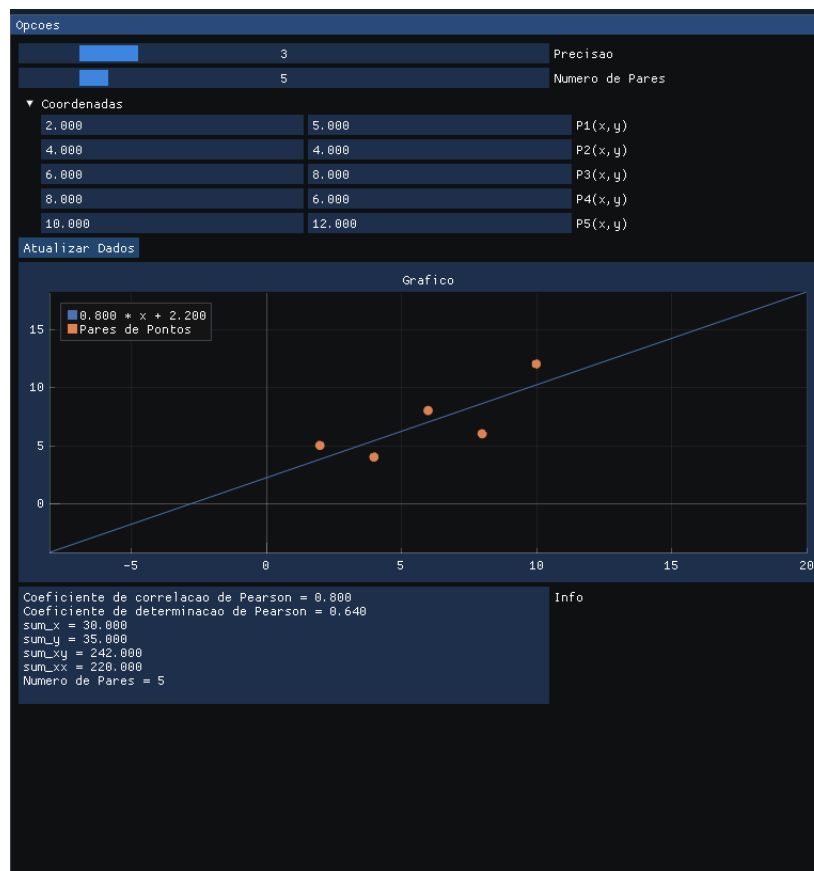 Opcoes
3 Precisao
5 Numero de Pares
▼ Coordenadas
2.000 5.000 P1(x,y)
4.000 4.000 P2(x,y)
6.000 8.000 P3(x,y)
8.000 6.000 P4(x,y)
10.000 12.000 P5(x,y)
Atualizar Dados
Grafico
0.800 * x + 2.200
Pares de Pontos
15
10
5
0
-5 0 5 10 15 20
Coeficiente de correlacao de Pearson = 0.800
Info
Coeficiente de determinacao de Pearson = 0.640
sum_x = 30.000
sum_y = 35.000
sum_xy = 242.000
sum_xx = 220.000
Numero de Pares = 5